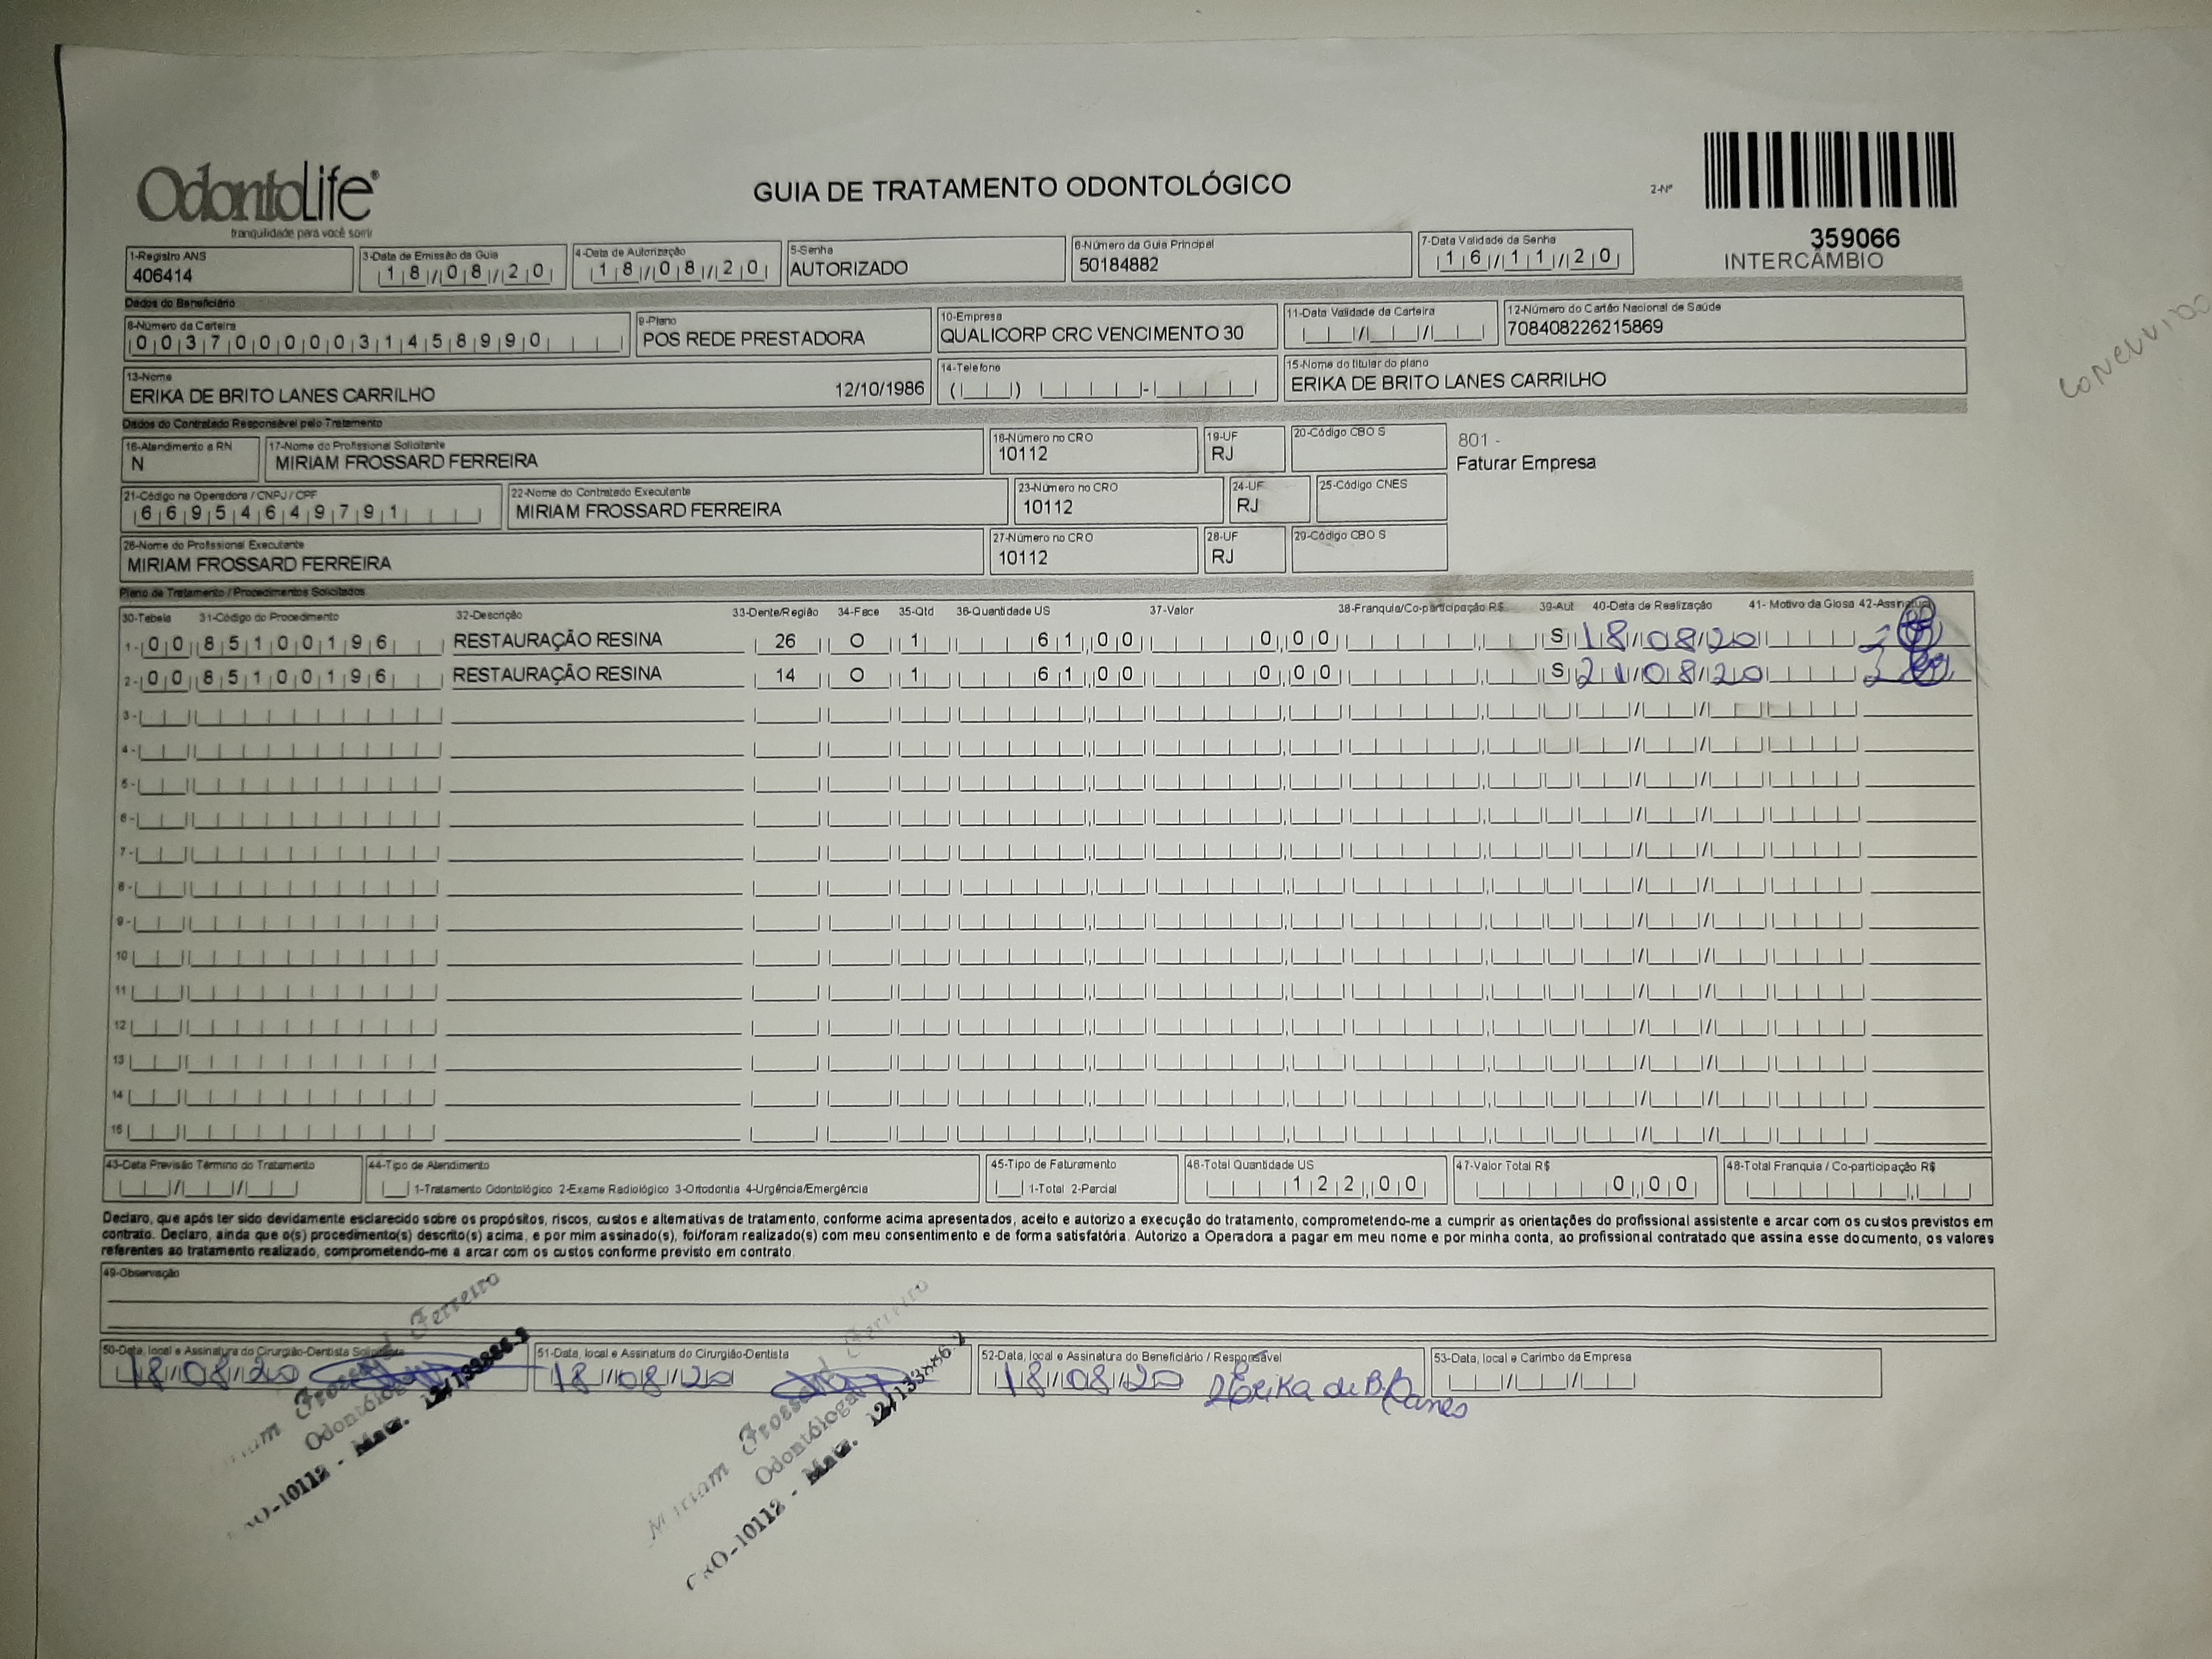 OdontoLife®
tranquilidade para você sorrir
GUIA DE TRATAMENTO ODONTOLÓGICO
2-Nº
359066
INTERCÂMBIO
1-Registro ANS
406414
3-Data de Emissão da Guia
18/08/20
4-Data de Autorização
18/08/20
5-Senha
AUTORIZADO
6-Número da Guia Principal
50184882
7-Data Validade da Senha
16/11/20
CONCLUIDO
Dados do Beneficiário
8-Número da Carteira
00370000031458990
9-Plano
POS REDE PRESTADORA
10-Empresa
QUALICORP CRC VENCIMENTO 30
11-Data Validade da Carteira
12-Número do Cartão Nacional de Saúde
708408226215869
13-Nome
ERIKA DE BRITO LANES CARRILHO 12/10/1986
14-Telefone
15-Nome do titular do plano
ERIKA DE BRITO LANES CARRILHO
Dados do Contratado Responsável pelo Tratamento
16-Atendimento a RN
N
17-Nome do Profissional Solicitante
MIRIAM FROSSARD FERREIRA
18-Número no CRO
10112
19-UF
RJ
20-Código CBO S
801 -
Faturar Empresa
21-Código na Operadora / CNPJ / CPF
66954649791
22-Nome do Contratado Executante
MIRIAM FROSSARD FERREIRA
23-Número no CRO
10112
24-UF
RJ
25-Código CNES
26-Nome do Profissional Executante
MIRIAM FROSSARD FERREIRA
27-Número no CRO
10112
28-UF
RJ
29-Código CBO S
Plano de Tratamento / Procedimentos Solicitados
30-Tabela 31-Código do Procedimento 32-Descrição 33-Dente/Região 34-Face 35-Qtd 36-Quantidade US 37-Valor 38-Franquia/Co-participação R$ 39-Aut 40-Data de Realização 41- Motivo da Glosa 42-Assinatura
1- 00 85100196 RESTAURAÇÃO RESINA 26 O 1 61,00 0,00 S 18/08/20
2- 00 85100196 RESTAURAÇÃO RESINA 14 O 1 61,00 0,00 S 21/08/20
3-
4-
5-
6-
7-
8-
9-
10
11
12
13
14
15
43-Data Previsão Término do Tratamento
44-Tipo de Atendimento
1-Tratamento Odontológico 2-Exame Radiológico 3-Ortodontia 4-Urgência/Emergência
45-Tipo de Faturamento
1-Total 2-Parcial
46-Total Quantidade US
122,00
47-Valor Total R$
0,00
48-Total Franquia / Co-participação R$
Declaro, que após ter sido devidamente esclarecido sobre os propósitos, riscos, custos e alternativas de tratamento, conforme acima apresentados, aceito e autorizo a execução do tratamento, comprometendo-me a cumprir as orientações do profissional assistente e arcar com os custos previstos em
contrato. Declaro, ainda que o(s) procedimento(s) descrito(s) acima, e por mim assinado(s), foi/foram realizado(s) com meu consentimento e de forma satisfatória. Autorizo a Operadora a pagar em meu nome e por minha conta, ao profissional contratado que assina esse documento, os valores
referentes ao tratamento realizado, comprometendo-me a arcar com os custos conforme previsto em contrato.
49-Observação
50-Data, local e Assinatura do Cirurgião-Dentista Solicitante
18/08/20
51-Data, local e Assinatura do Cirurgião-Dentista
18/08/20
52-Data, local e Assinatura do Beneficiário / Responsável
18/08/20 Erika de B. Lanes
53-Data, local e Carimbo da Empresa
Frossard Ferreira
Odontóloga
10112 - Matr.
Miriam Frossard Ferreira
Odontóloga
CRO-10112 - Matr.